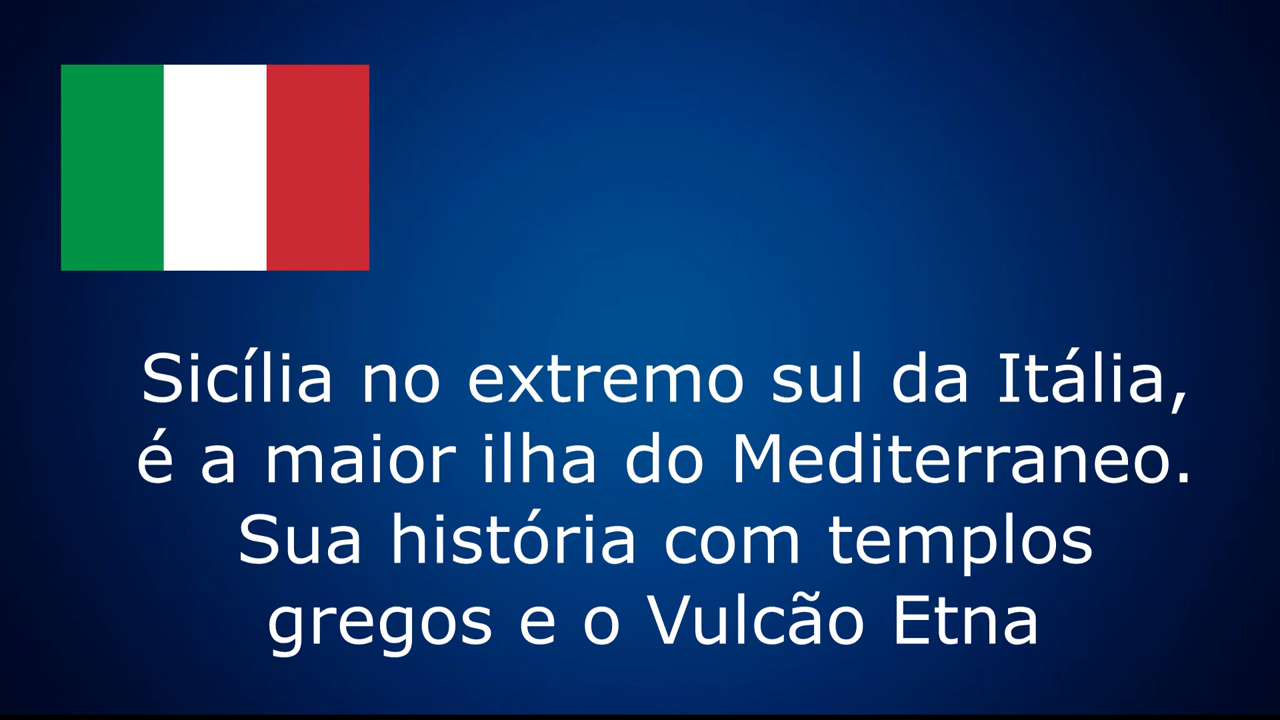 Sicília no extremo sul da Itália,
é a maior ilha do Mediterraneo.
Sua história com templos
gregos e o Vulcão Etna